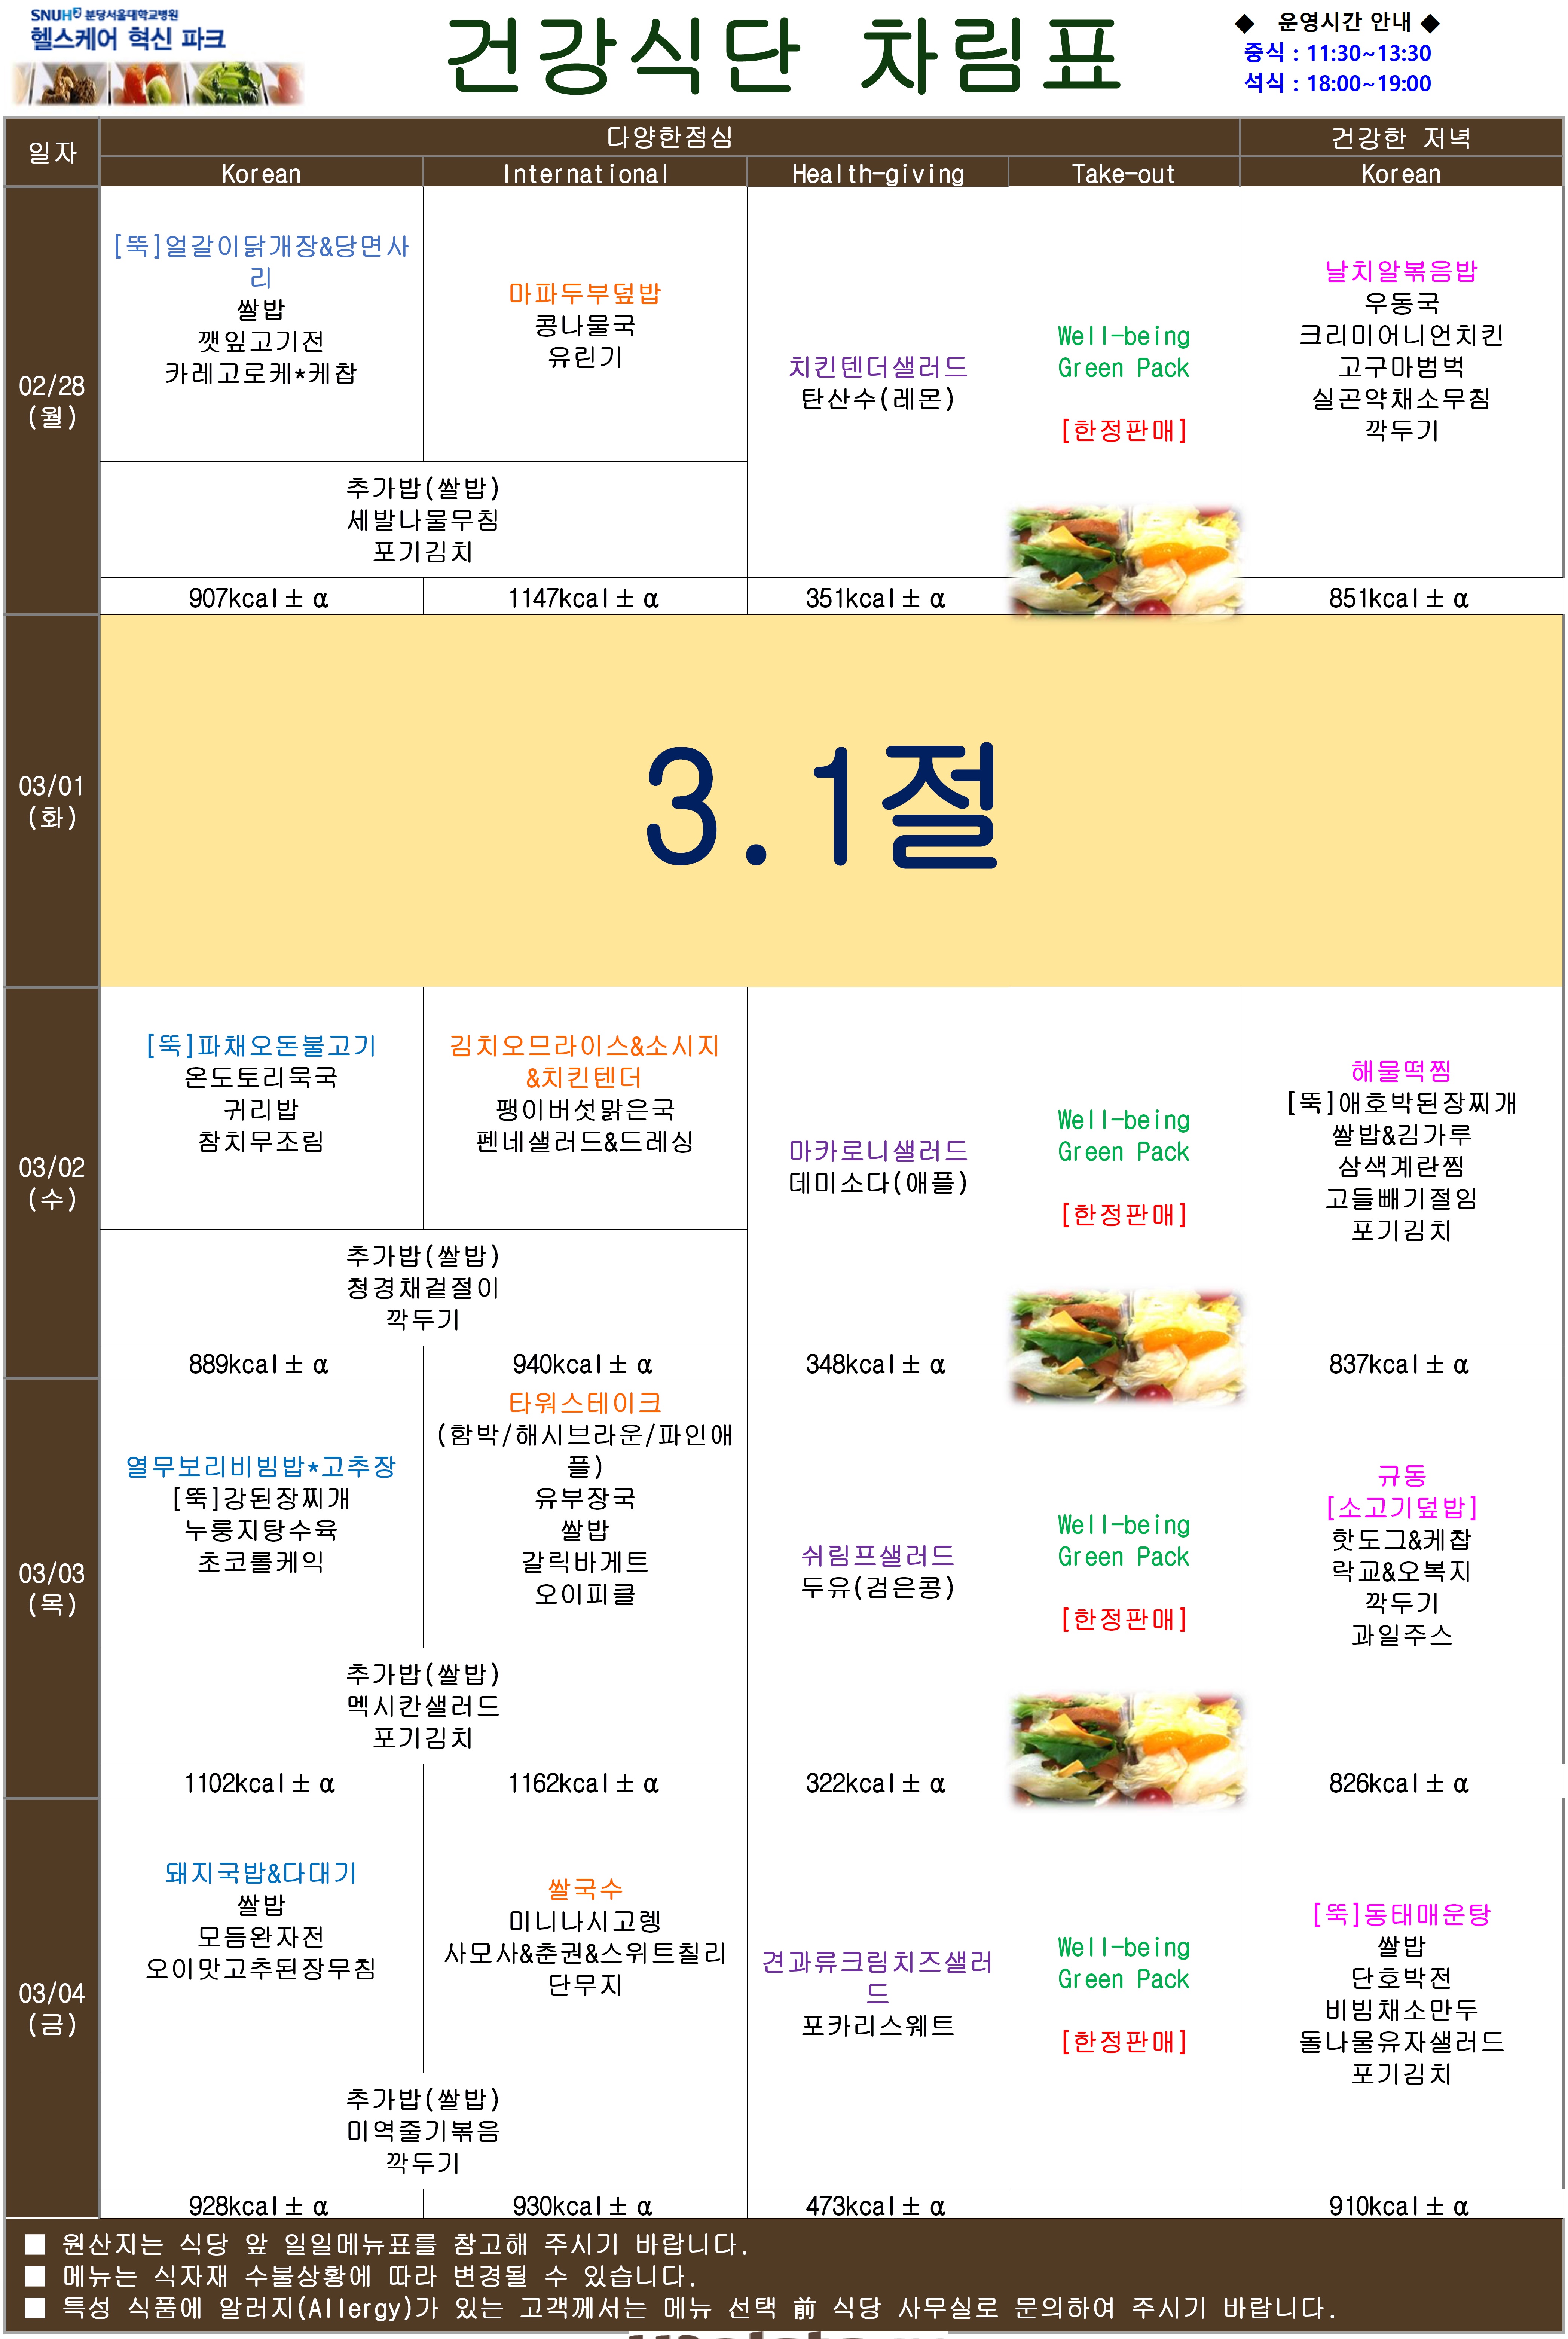 SNUH 분당서울대학교병원
헬스케어 혁신 파크
건강식단 차림표
◆ 운영시간 안내 ◆
중식 : 11:30~13:30
석식 : 18:00~19:00
일자
다양한점심
건강한 저녁
Korean
International
Health-giving
Take-out
Korean
02/28
(월)
[뚝]얼갈이닭개장&당면사
리
쌀밥
깻잎고기전
카레고로케*케찹
마파두부덮밥
콩나물국
유린기
추가밥(쌀밥)
세발나물무침
포기김치
치킨텐더샐러드
탄산수(레몬)
Well-being
Green Pack
[한정판매]
날치알볶음밥
우동국
크리미어니언치킨
고구마범벅
실곤약채소무침
깍두기
907kcal± α
1147kcal± α
351kcal± α
851kcal± α
03/01
(화)
3.1절
03/02
(수)
[뚝]파채오돈불고기
온도토리묵국
귀리밥
참치무조림
김치오므라이스&소시지
&치킨텐더
팽이버섯맑은국
펜네샐러드&드레싱
추가밥(쌀밥)
청경채겉절이
깍두기
마카로니샐러드
데미소다(애플)
Well-being
Green Pack
[한정판매]
해물떡찜
[뚝]애호박된장찌개
쌀밥&김가루
삼색계란찜
고들빼기절임
포기김치
889kcal± α
940kcal± α
348kcal± α
837kcal± α
03/03
(목)
열무보리비빔밥*고추장
[뚝]강된장찌개
누룽지탕수육
초코롤케익
타워스테이크
(함박/해시브라운/파인애
플)
유부장국
쌀밥
갈릭바게트
오이피클
추가밥(쌀밥)
멕시칸샐러드
포기김치
쉬림프샐러드
두유(검은콩)
Well-being
Green Pack
[한정판매]
규동
[소고기덮밥]
핫도그&케찹
락교&오복지
깍두기
과일주스
1102kcal± α
1162kcal± α
322kcal± α
826kcal± α
03/04
(금)
돼지국밥&다대기
쌀밥
모듬완자전
오이맛고추된장무침
쌀국수
미니나시고렝
사모사&춘권&스위트칠리
단무지
추가밥(쌀밥)
미역줄기볶음
깍두기
견과류크림치즈샐러
드
포카리스웨트
Well-being
Green Pack
[한정판매]
[뚝]동태매운탕
쌀밥
단호박전
비빔채소만두
돌나물유자샐러드
포기김치
928kcal± α
930kcal± α
473kcal± α
910kcal± α
■ 원산지는 식당 앞 일일메뉴표를 참고해 주시기 바랍니다.
■ 메뉴는 식자재 수불상황에 따라 변경될 수 있습니다.
■ 특성 식품에 알러지(Allergy)가 있는 고객께서는 메뉴 선택 前 식당 사무실로 문의하여 주시기 바랍니다.